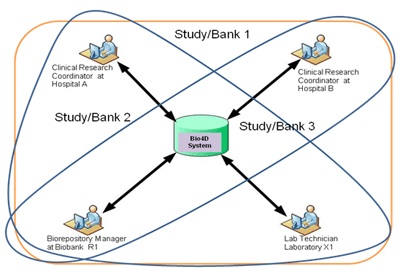 Study/Bank 1
Clinical Research
Coordinator at
Hospital A
Clinical Research
Coordinator at
Hospital B
Study/Bank 2
Study/Bank 3
Bio4D
System
Biorepository Manager
at Biobank R1
Lab Technician
Laboratory X1